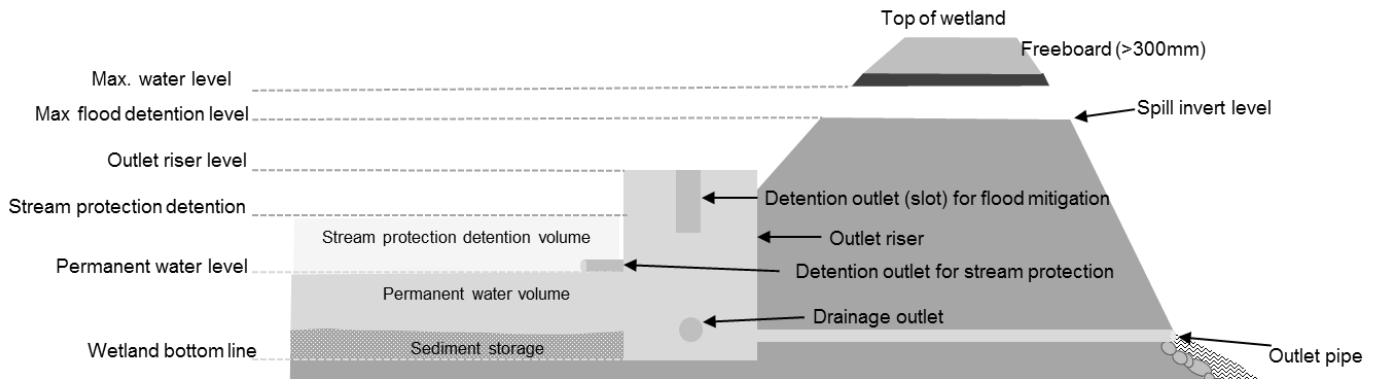 Top of wetland
Freeboard (>300mm)
Max. water level
Max flood detention level
Spill invert level
Outlet riser level
Detention outlet (slot) for flood mitigation
Stream protection detention
Stream protection detention volume
Outlet riser
Permanent water level
Detention outlet for stream protection
Permanent water volume
Drainage outlet
Wetland bottom line
Sediment storage
Outlet pipe